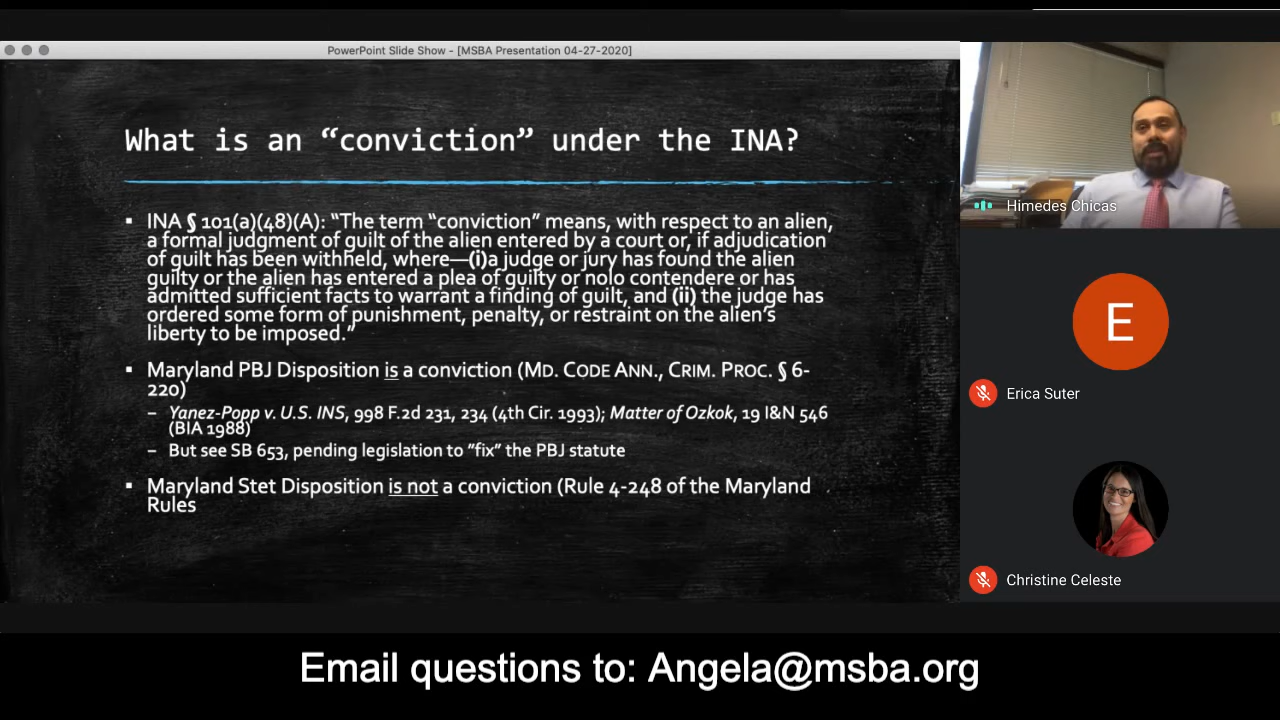 PowerPoint Slide Show - [MSBA Presentation 04-27-2020]
What is an “conviction” under the INA?
▪ INA § 101(a)(48)(A): “The term “conviction” means, with respect to an alien,
a formal judgment of guilt of the alien entered by a court or, if adjudication
of guilt has been withheld, where—(i)a judge or jury has found the alien
guilty or the alien has entered a plea of guilty or nolo contendere or has
admitted sufficient facts to warrant a finding of guilt, and (ii) the judge has
ordered some form of punishment, penalty, or restraint on the alien’s
liberty to be imposed.”
▪ Maryland PBJ Disposition is a conviction (MD. CODE ANN., CRIM. PROC. § 6-
220)
– Yanez-Popp v. U.S. INS, 998 F.2d 231, 234 (4th Cir. 1993); Matter of Ozkok, 19 I&N 546
(BIA 1988)
– But see SB 653, pending legislation to “fix” the PBJ statute
▪ Maryland Stet Disposition is not a conviction (Rule 4-248 of the Maryland
Rules
Himedes Chicas
E
Erica Suter
Christine Celeste
Email questions to: Angela@msba.org